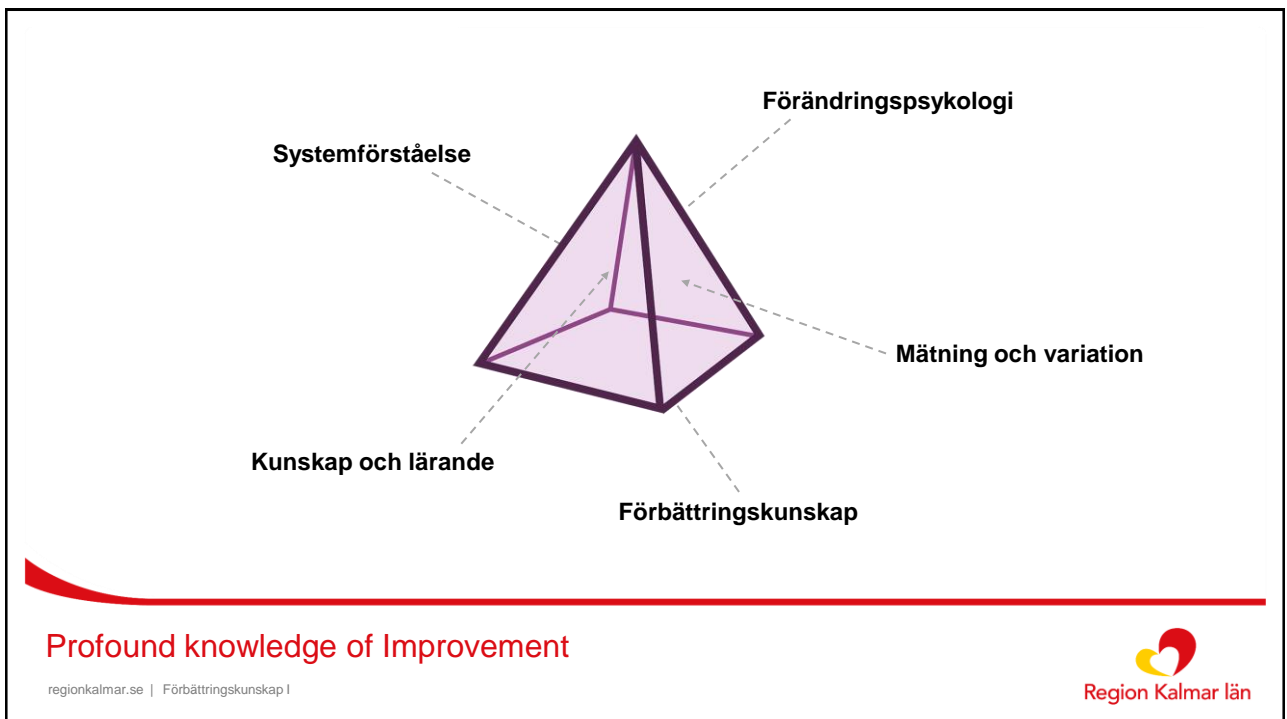 Förändringspsykologi
Systemförståelse
Mätning och variation
Kunskap och lärande
Förbättringskunskap
Profound knowledge of Improvement
regionkalmar.se | Förbättringskunskap I
Region Kalmar län